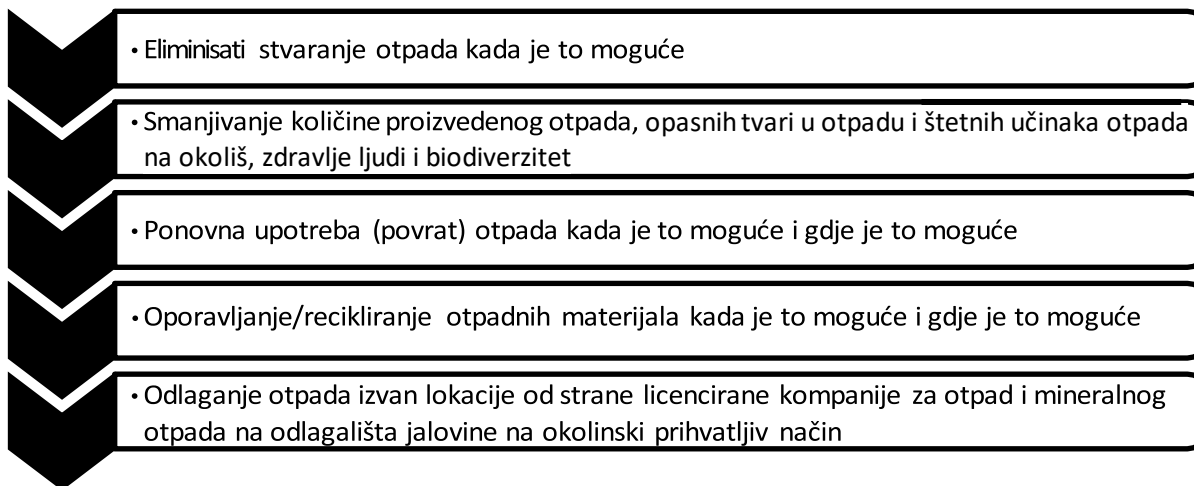 • Eliminisati stvaranje otpada kada je to moguće
• Smanjivanje količine proizvedenog otpada, opasnih tvari u otpadu i štetnih učinaka otpada
na okoliš, zdravlje ljudi i biodiverzitet
• Ponovna upotreba (povrat) otpada kada je to moguće i gdje je to moguće
• Oporavljanje/recikliranje otpadnih materijala kada je to moguće i gdje je to moguće
• Odlaganje otpada izvan lokacije od strane licencirane kompanije za otpad i mineralnog
otpada na odlagališta jalovine na okolinski prihvatljiv način